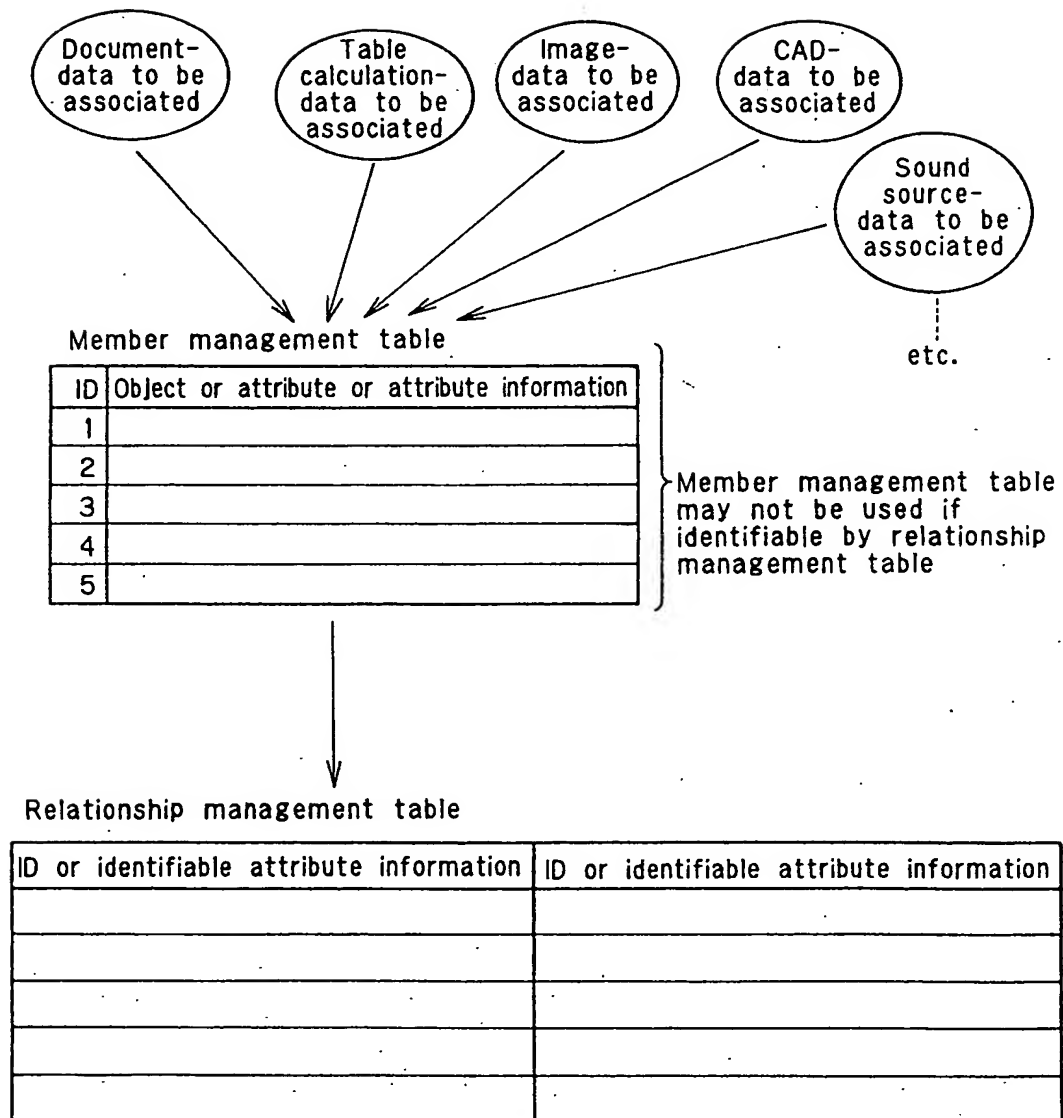 Document-
data to be
associated
Table
calculation-
data to be
associated
Image-
data to be
associated
CAD-
data to be
associated
Sound
source-
data to be
associated
etc.
Member management table
ID Object or attribute or attribute information
1
2
3
4
5
Member management table
may not be used if
identifiable by relationship
management table
Relationship management table
ID or identifiable attribute information ID or identifiable attribute information